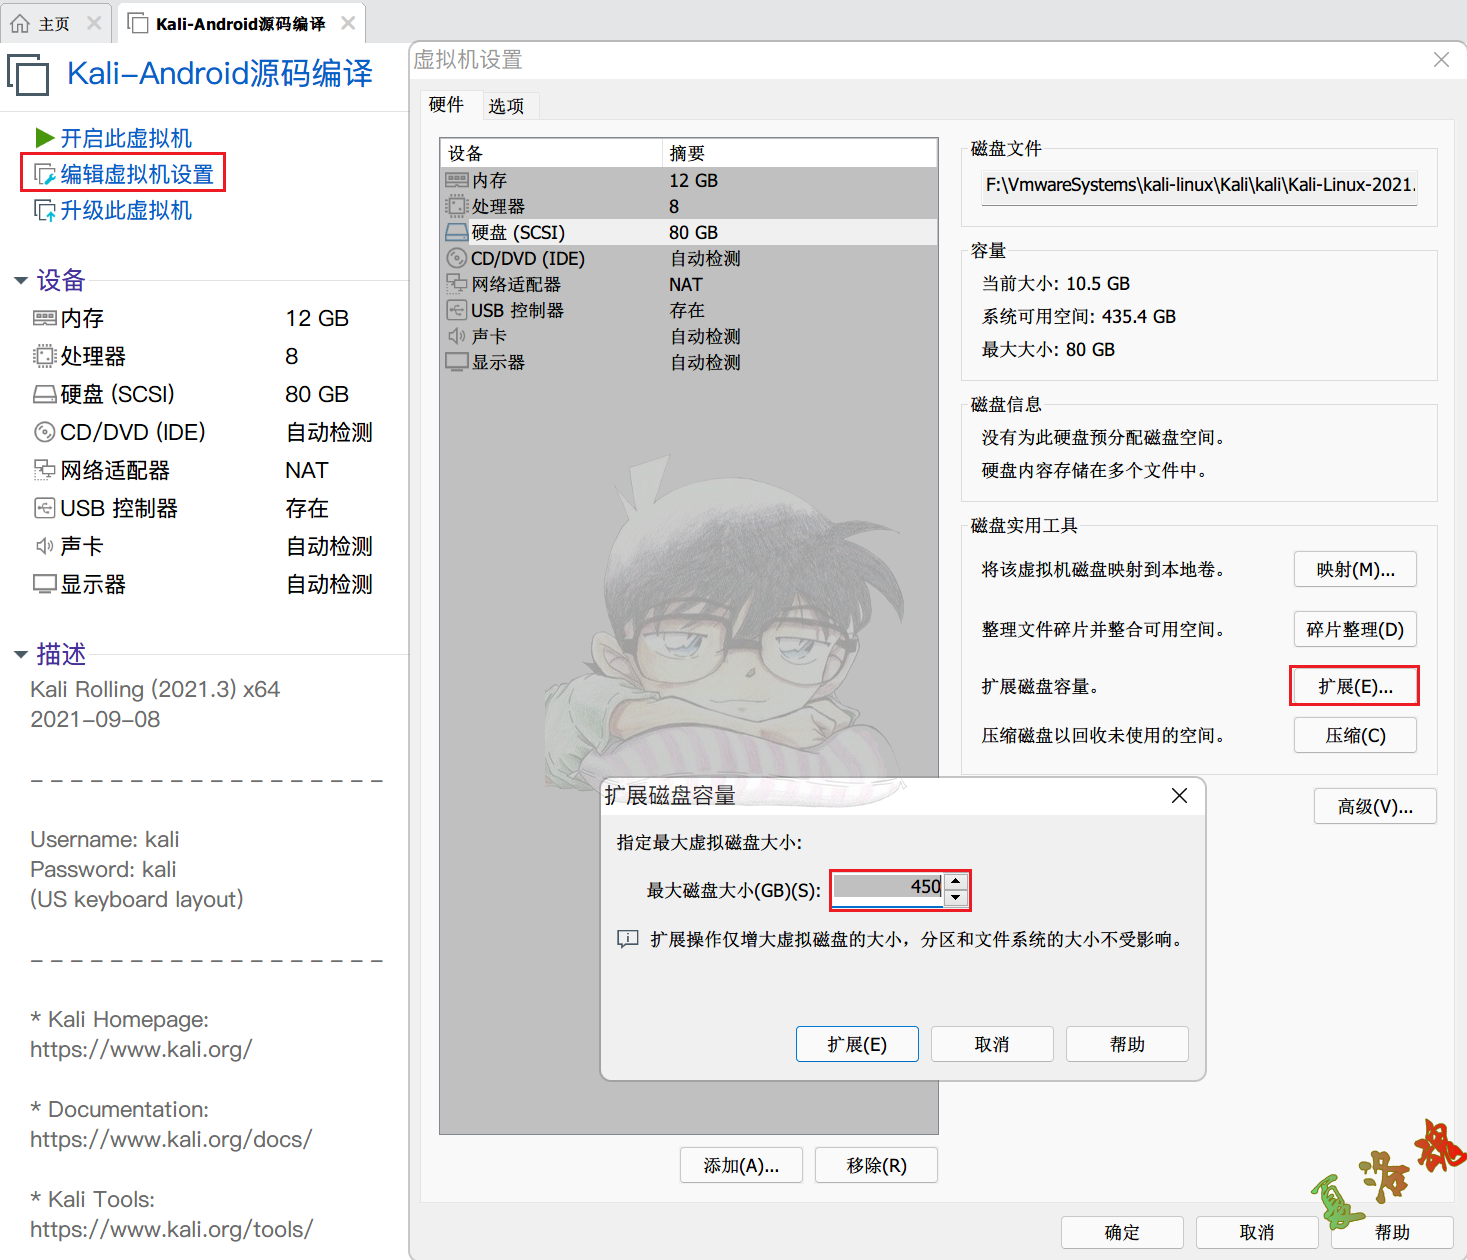 主页
Kali-Android源码编译
Kali-Android源码编译
开启此虚拟机
编辑虚拟机设置
升级此虚拟机
设备
内存 12 GB
处理器 8
硬盘 (SCSI) 80 GB
CD/DVD (IDE) 自动检测
网络适配器 NAT
USB 控制器 存在
声卡 自动检测
显示器 自动检测
描述
Kali Rolling (2021.3) x64
2021-09-08
- - - - - - - - - - - - - - - - - -
Username: kali
Password: kali
(US keyboard layout)
- - - - - - - - - - - - - - - - - -
* Kali Homepage:
https://www.kali.org/
* Documentation:
https://www.kali.org/docs/
* Kali Tools:
https://www.kali.org/tools/
虚拟机设置
硬件 选项
设备 摘要
内存 12 GB
处理器 8
硬盘 (SCSI) 80 GB
CD/DVD (IDE) 自动检测
网络适配器 NAT
USB 控制器 存在
声卡 自动检测
显示器 自动检测
添加(A)... 移除(R)
磁盘文件
F:\VmwareSystems\kali-linux\Kali\kali\Kali-Linux-2021.
容量
当前大小: 10.5 GB
系统可用空间: 435.4 GB
最大大小: 80 GB
磁盘信息
没有为此硬盘预分配磁盘空间。
硬盘内容存储在多个文件中。
磁盘实用工具
将该虚拟机磁盘映射到本地卷。 映射(M)...
整理文件碎片并整合可用空间。 碎片整理(D)
扩展磁盘容量。 扩展(E)...
压缩磁盘以回收未使用的空间。 压缩(C)
高级(V)...
扩展磁盘容量
指定最大虚拟磁盘大小:
最大磁盘大小(GB)(S): 450
扩展操作仅增大虚拟磁盘的大小，分区和文件系统的大小不受影响。
扩展(E) 取消 帮助
确定 取消 帮助